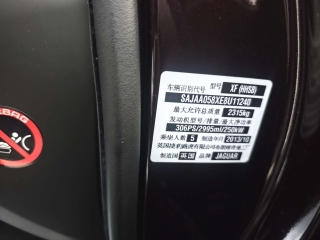 车辆识别代号 型号 XF (HHSB)
SAJAA058XE8U11240
最大允许总质量 2315kg
发动机型号/排量/最大净功率
306PS/2995ml/250kW
乘座人数 5 制造年月 2013/10
制造国 英国 品牌 JAGUAR